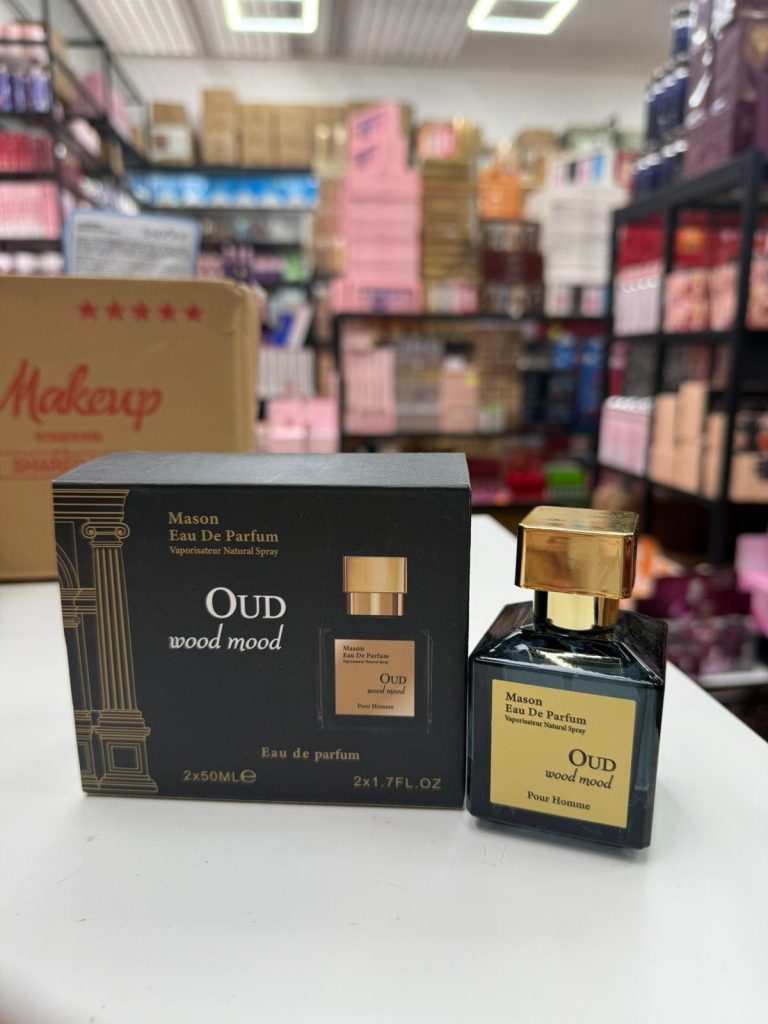 Makeup
Mason
Eau De Parfum
Vaporisateur Natural Spray
OUD
wood mood
Mason
Eau De Parfum
Vaporisateur Natural Spray
OUD
wood mood
Pour Homme
Eau de parfum
2x50MLe
2x1.7FL.OZ
Mason
Eau De Parfum
Vaporisateur Natural Spray
OUD
wood mood
Pour Homme